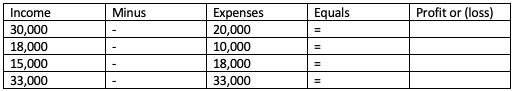 Income Minus Expenses Equals Profit or (loss)
30,000 - 20,000 =
18,000 - 10,000 =
15,000 - 18,000 =
33,000 - 33,000 =